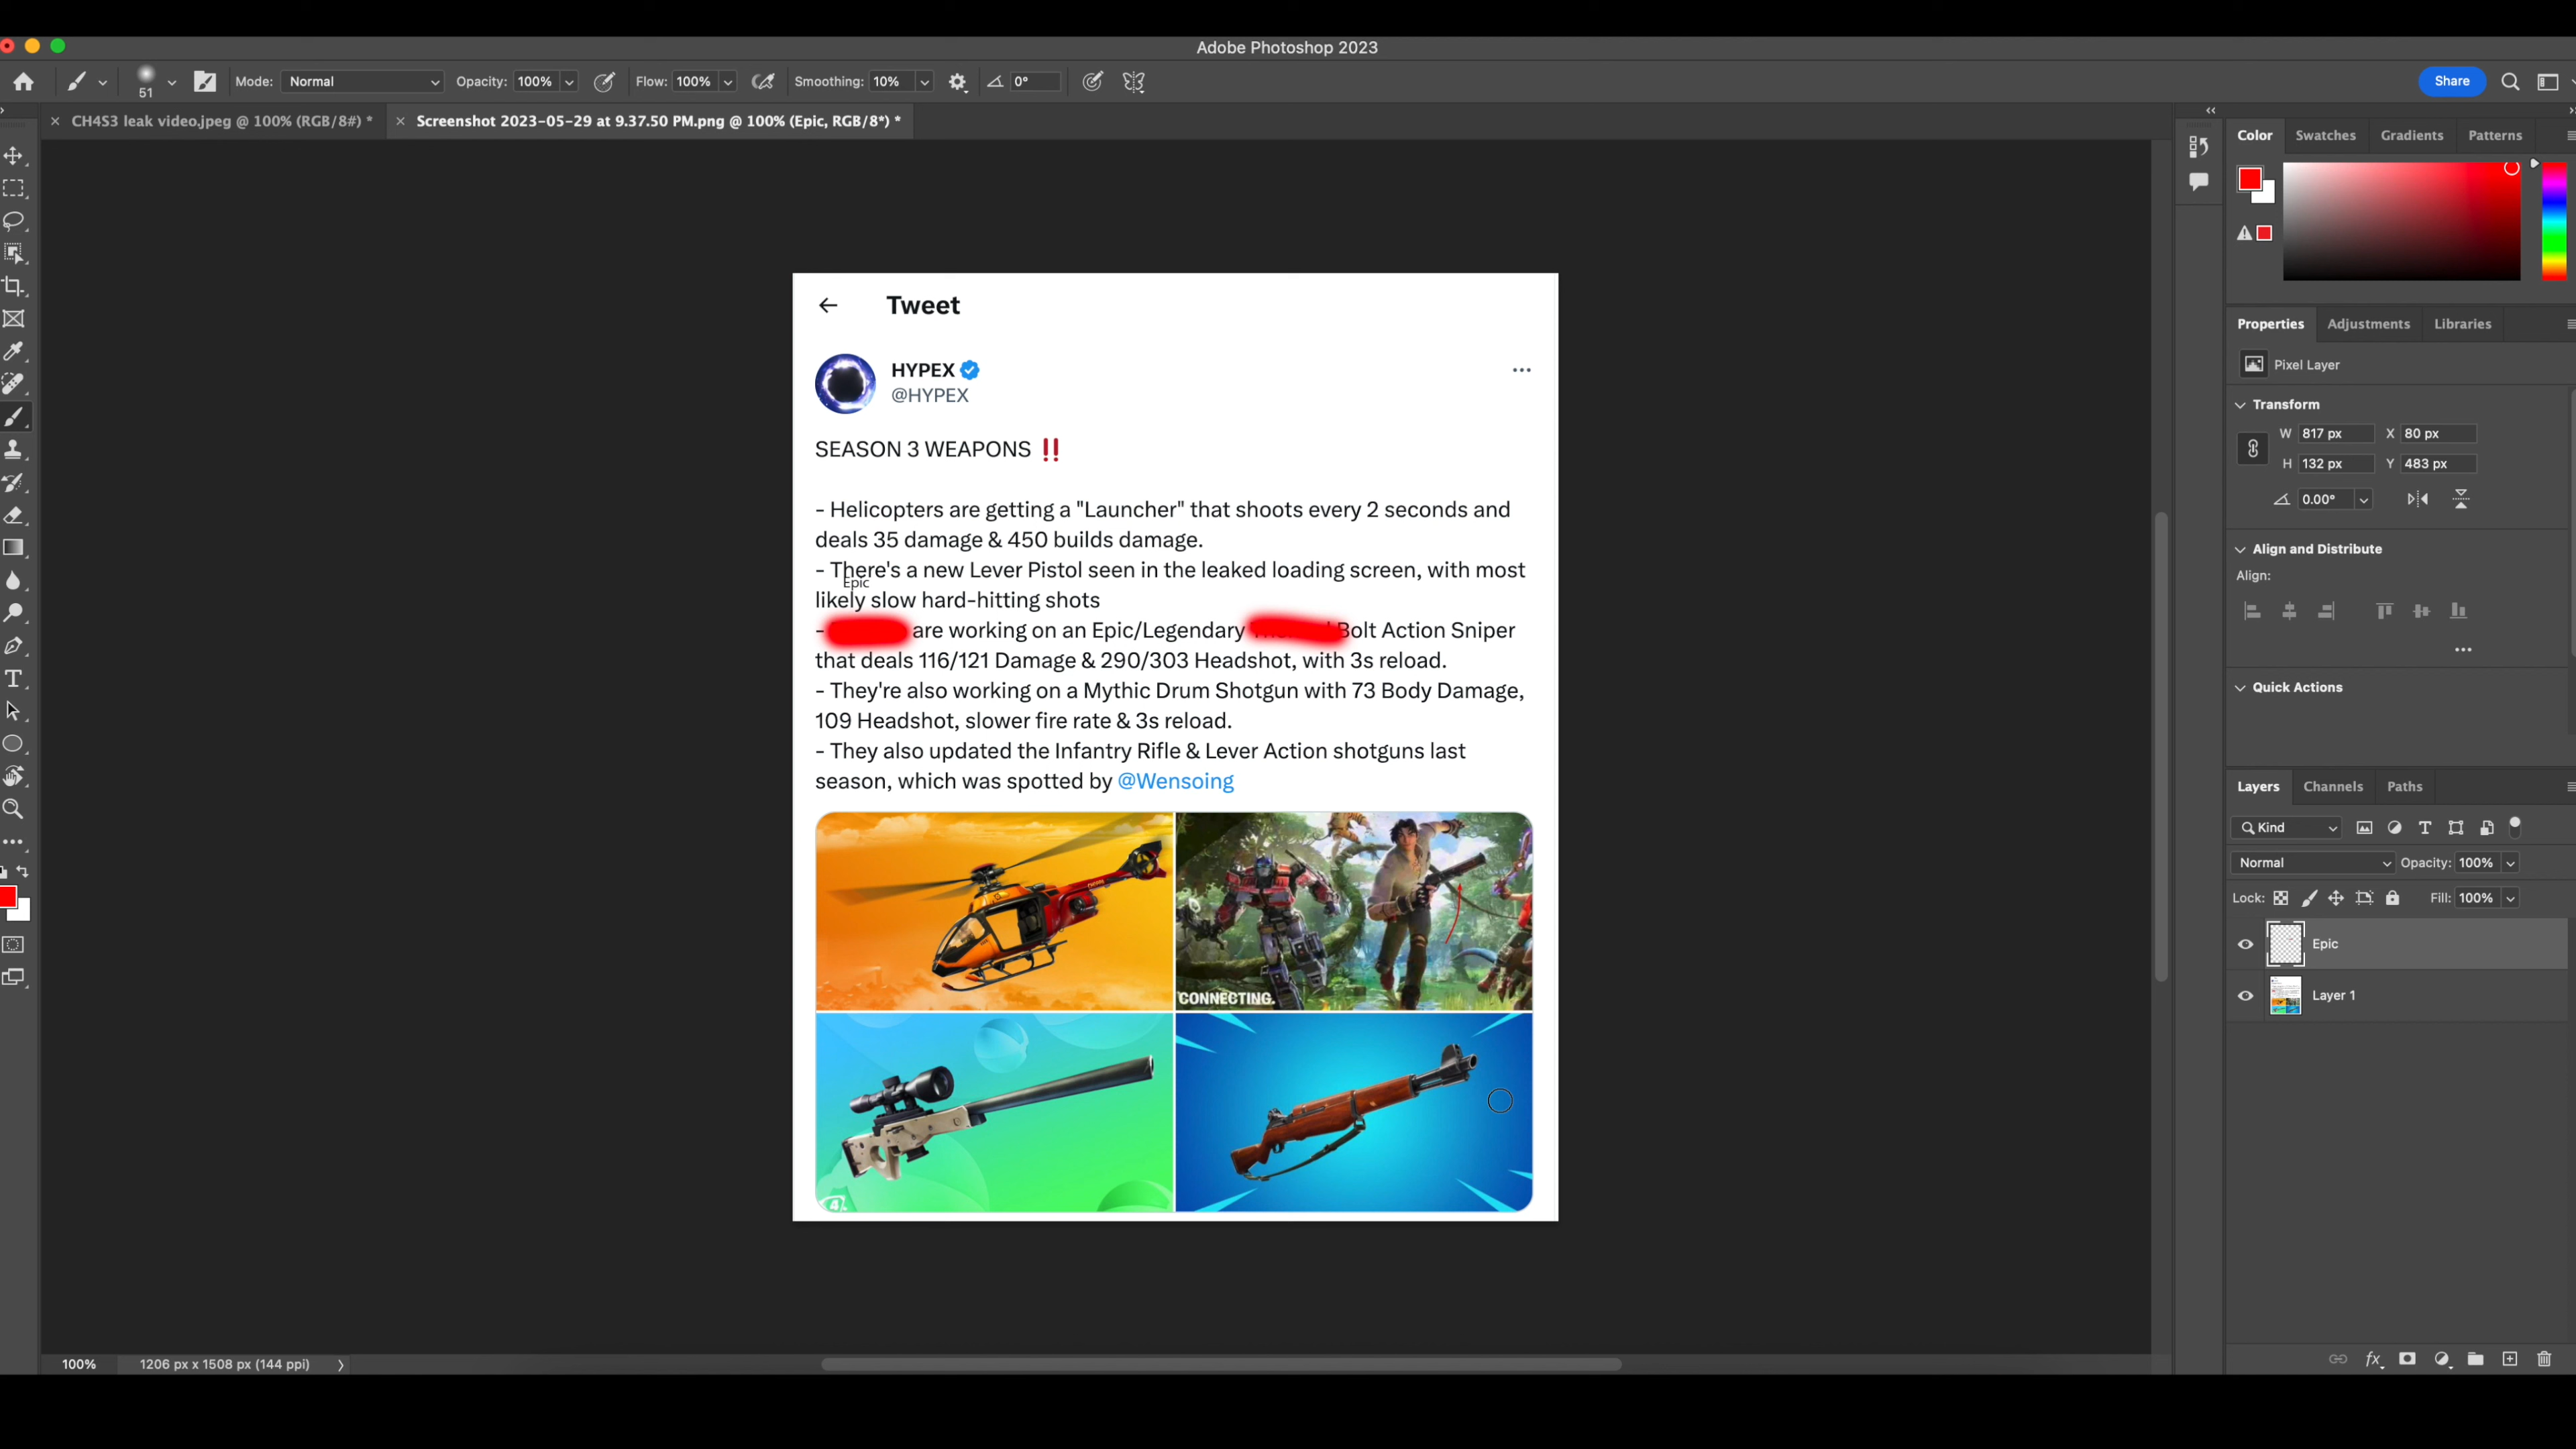 Adobe Photoshop 2023
51 Mode: Normal Opacity: 100% Flow: 100% Smoothing: 10% 0° Share
× CH4S3 leak video.jpeg @ 100% (RGB/8#) * × Screenshot 2023-05-29 at 9.37.50 PM.png @ 100% (Epic, RGB/8*) *
Color Swatches Gradients Patterns
Properties Adjustments Libraries
Pixel Layer
Transform
W 817 px X 80 px
H 132 px Y 483 px
0.00°
Align and Distribute
Align:
Quick Actions
Layers Channels Paths
Kind
Normal Opacity: 100%
Lock: Fill: 100%
Epic
Layer 1
Tweet
HYPEX
@HYPEX
SEASON 3 WEAPONS ‼️
- Helicopters are getting a "Launcher" that shoots every 2 seconds and
deals 35 damage & 450 builds damage.
- There's a new Lever Pistol seen in the leaked loading screen, with most
Epic
likely slow hard-hitting shots
- are working on an Epic/Legendary Bolt Action Sniper
that deals 116/121 Damage & 290/303 Headshot, with 3s reload.
- They're also working on a Mythic Drum Shotgun with 73 Body Damage,
109 Headshot, slower fire rate & 3s reload.
- They also updated the Infantry Rifle & Lever Action shotguns last
season, which was spotted by @Wensoing
CONNECTING.
100% 1206 px x 1508 px (144 ppi)